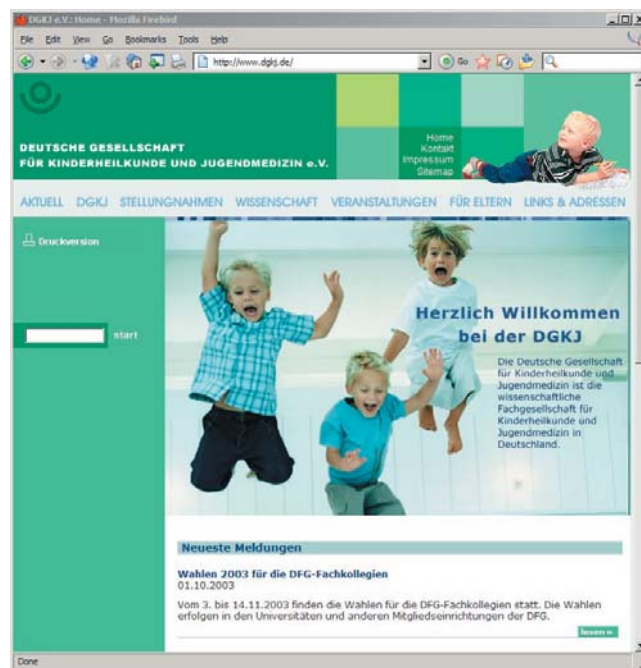 DGKJ e.V.: Home - Mozilla Firebird
File Edit View Go Bookmarks Tools Help
http://www.dgkj.de/ Go
DEUTSCHE GESELLSCHAFT
FÜR KINDERHEILKUNDE UND JUGENDMEDIZIN e.V.
Home
Kontakt
Impressum
Sitemap
AKTUELL DGKJ STELLUNGNAHMEN WISSENSCHAFT VERANSTALTUNGEN FÜR ELTERN LINKS & ADRESSEN
Druckversion
start
Herzlich Willkommen
bei der DGKJ
Die Deutsche Gesellschaft
für Kinderheilkunde und
Jugendmedizin ist die
wissenschaftliche
Fachgesellschaft für
Kinderheilkunde und
Jugendmedizin in
Deutschland.
Neueste Meldungen
Wahlen 2003 für die DFG-Fachkollegien
01.10.2003
Vom 3. bis 14.11.2003 finden die Wahlen für die DFG-Fachkollegien statt. Die Wahlen
erfolgen in den Universitäten und anderen Mitgliedseinrichtungen der DFG.
lesen »
Done